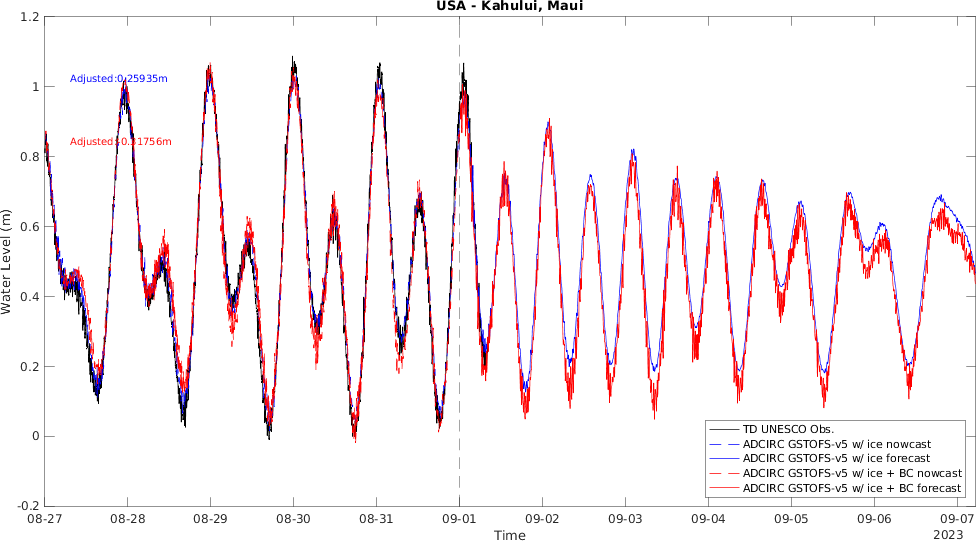 USA - Kahului, Maui
1.2
1
0.8
0.6
0.4
0.2
0
-0.2
Water Level (m)
Adjusted:0.25935m
Adjusted:-0.31756m
TD UNESCO Obs.
ADCIRC GSTOFS-v5 w/ ice nowcast
ADCIRC GSTOFS-v5 w/ ice forecast
ADCIRC GSTOFS-v5 w/ ice + BC nowcast
ADCIRC GSTOFS-v5 w/ ice + BC forecast
08-27 08-28 08-29 08-30 08-31 09-01 09-02 09-03 09-04 09-05 09-06 09-07
Time
2023